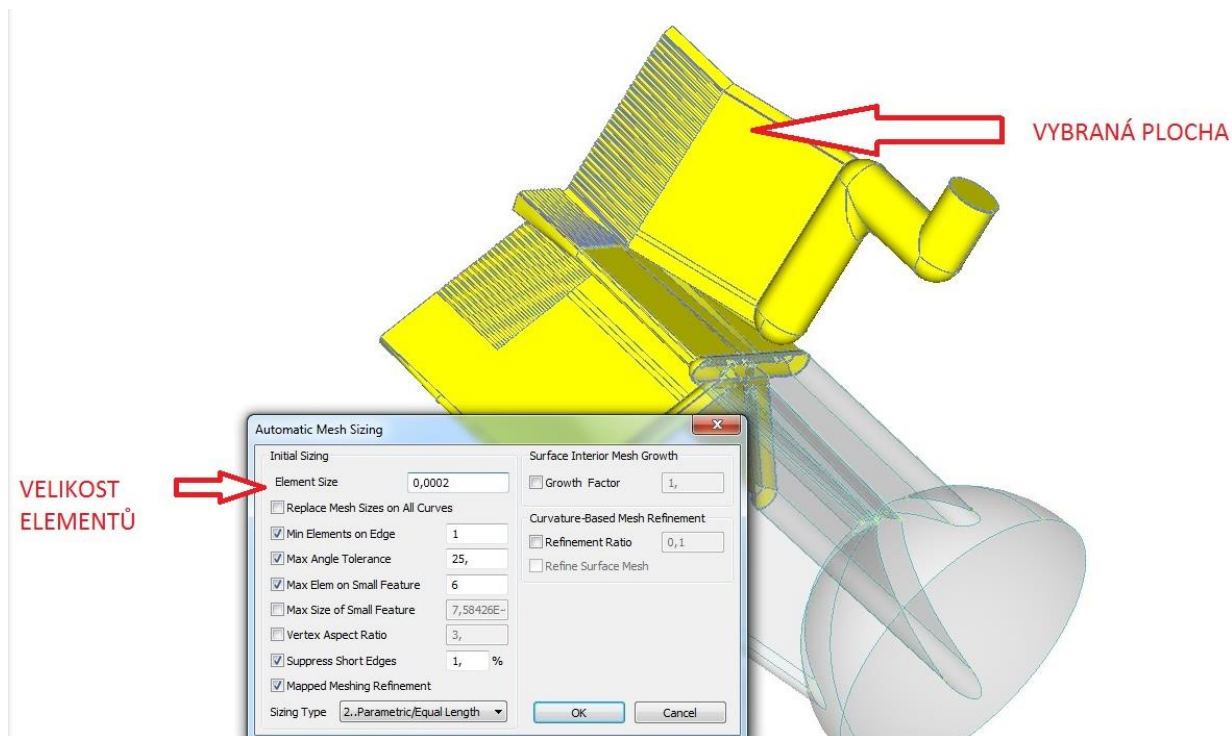 VYBRANÁ PLOCHA
VELIKOST
ELEMENTŮ
Automatic Mesh Sizing
Initial Sizing
Element Size 0,0002
Replace Mesh Sizes on All Curves
Min Elements on Edge 1
Max Angle Tolerance 25,
Max Elem on Small Feature 6
Max Size of Small Feature 7,58426E-
Vertex Aspect Ratio 3,
Suppress Short Edges 1, %
Mapped Meshing Refinement
Sizing Type 2..Parametric/Equal Length
Surface Interior Mesh Growth
Growth Factor 1,
Curvature-Based Mesh Refinement
Refinement Ratio 0,1
Refine Surface Mesh
OK Cancel